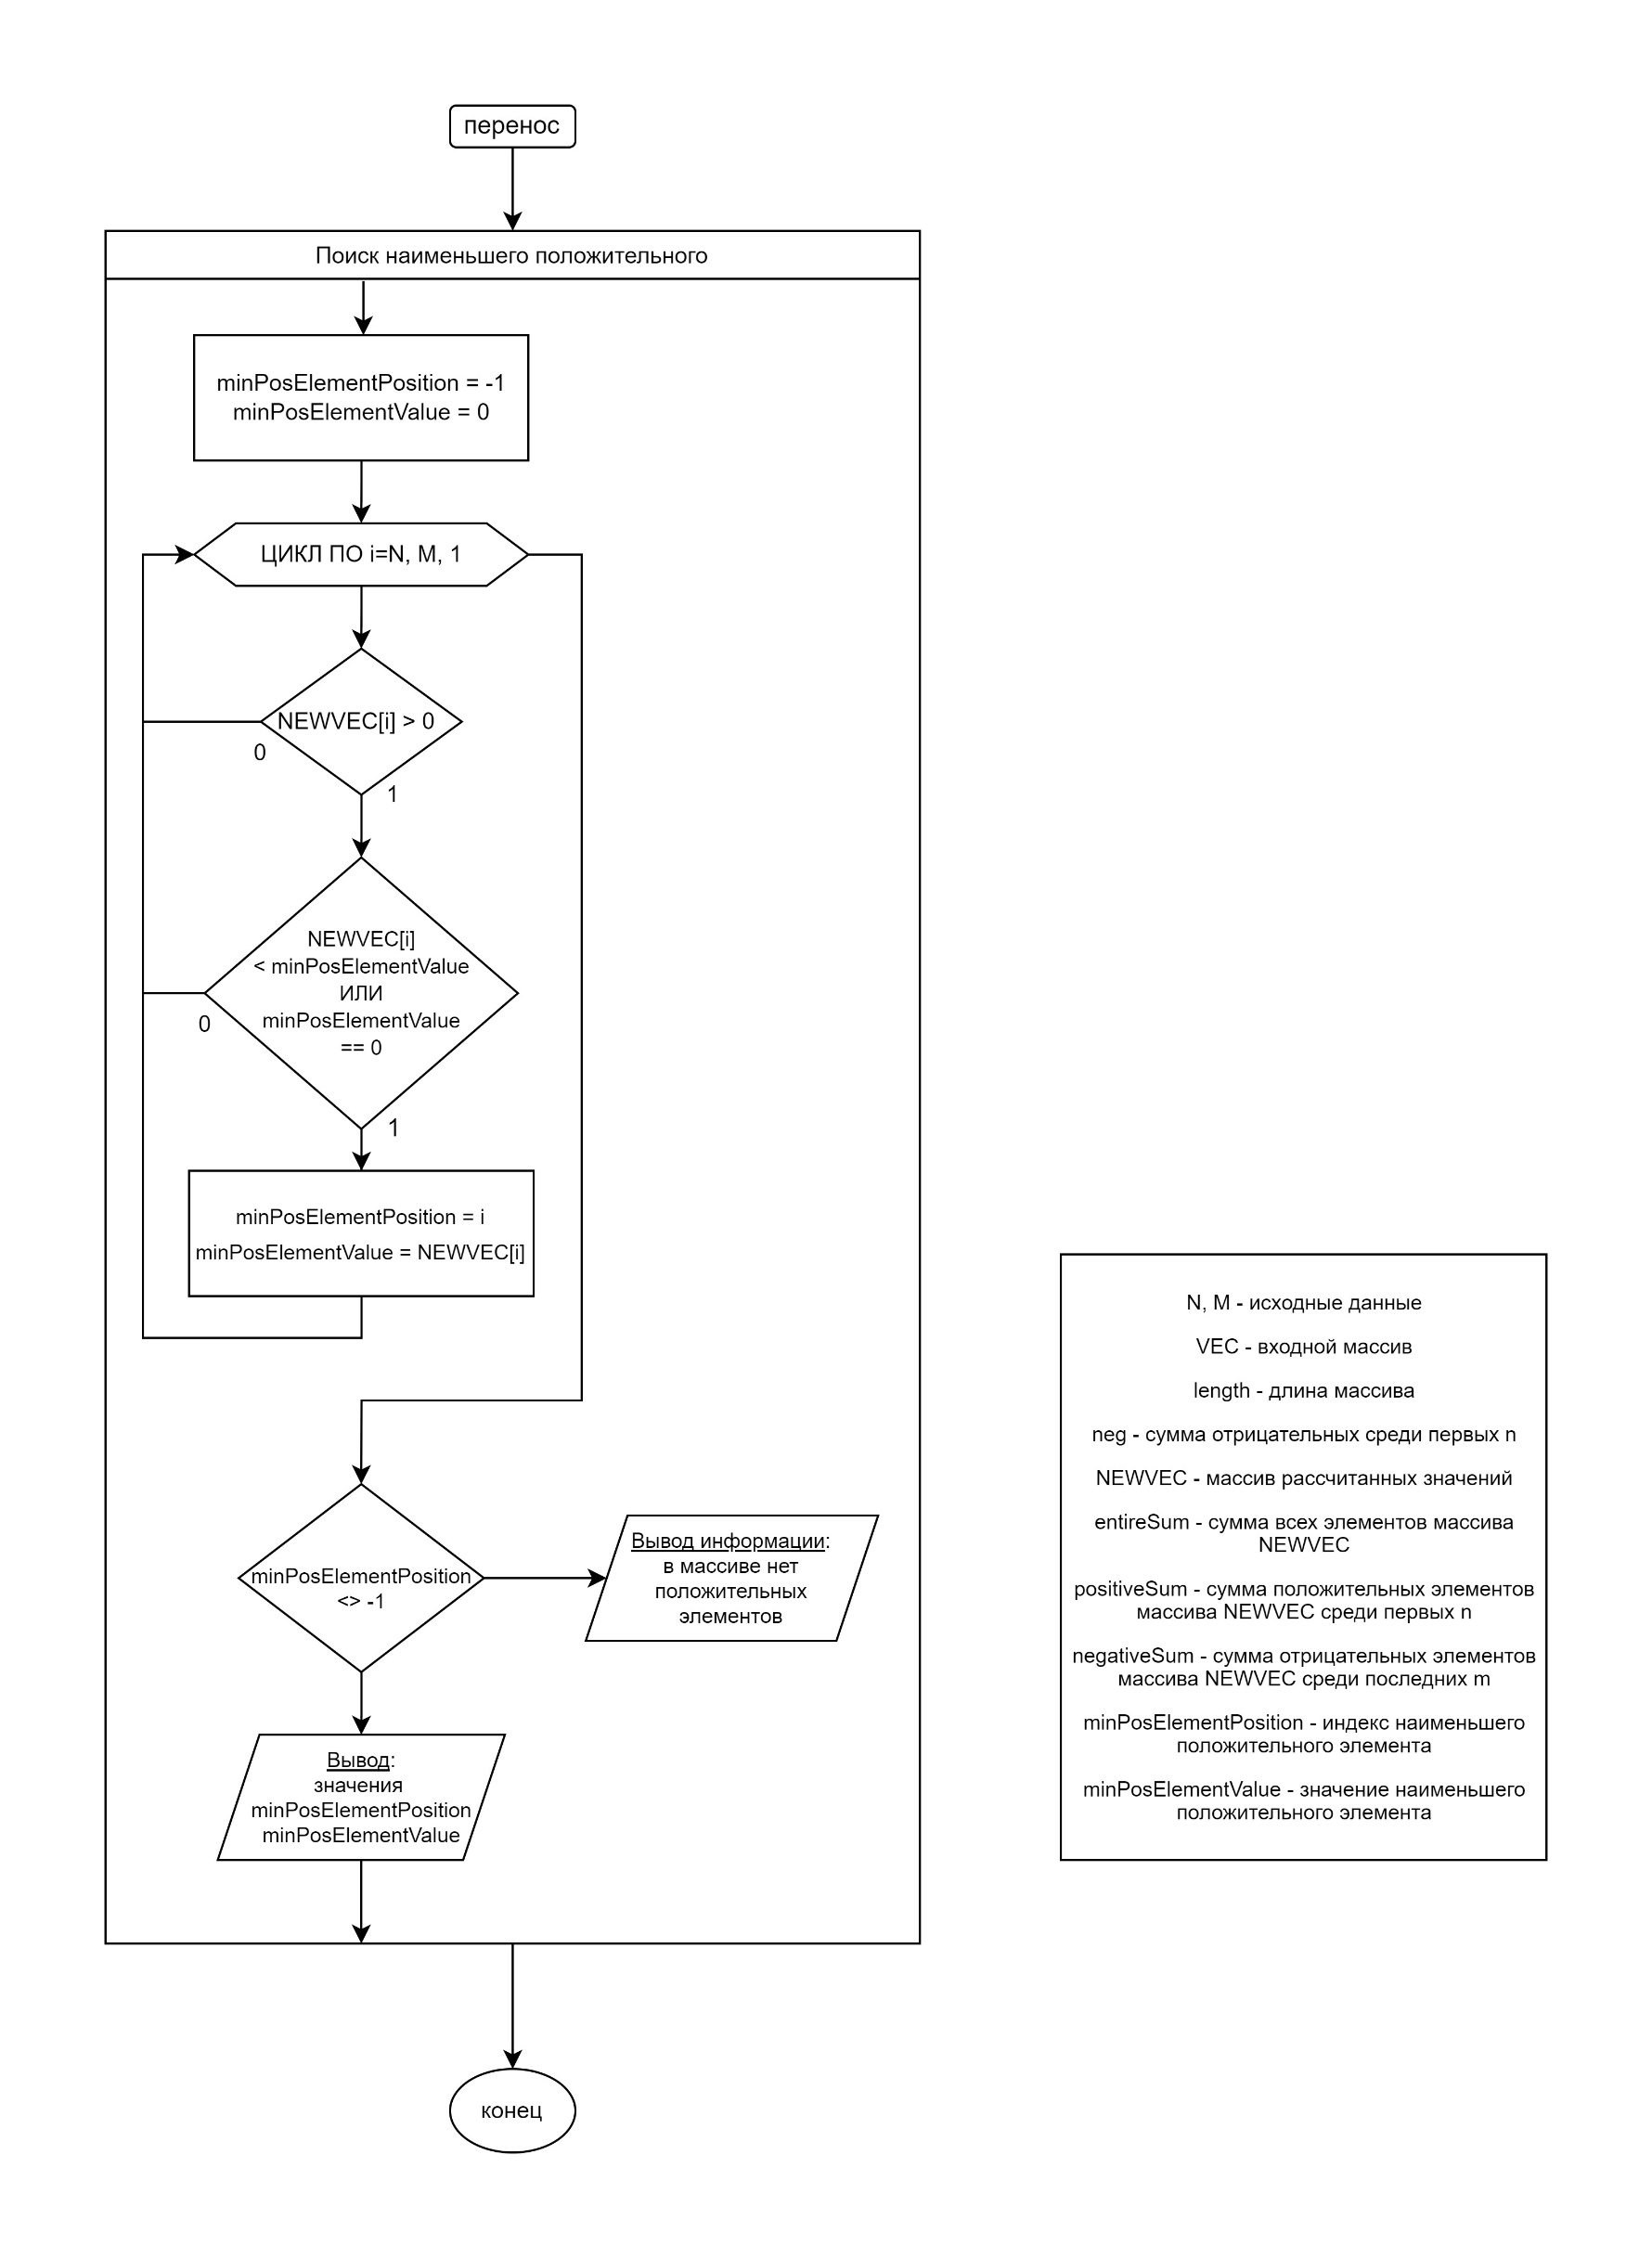 перенос
Поиск наименьшего положительного
minPosElementPosition = -1
minPosElementValue = 0
ЦИКЛ ПО i=N, M, 1
NEWVEC[i] > 0
0
1
NEWVEC[i]
< minPosElementValue
ИЛИ
minPosElementValue
== 0
0
1
minPosElementPosition = i
minPosElementValue = NEWVEC[i]
minPosElementPosition
<> -1
Вывод информации:
в массиве нет
положительных
элементов
Вывод:
значения
minPosElementPosition
minPosElementValue
конец
N, M - исходные данные
VEC - входной массив
length - длина массива
neg - сумма отрицательных среди первых n
NEWVEC - массив рассчитанных значений
entireSum - сумма всех элементов массива
NEWVEC
positiveSum - сумма положительных элементов
массива NEWVEC среди первых n
negativeSum - сумма отрицательных элементов
массива NEWVEC среди последних m
minPosElementPosition - индекс наименьшего
положительного элемента
minPosElementValue - значение наименьшего
положительного элемента